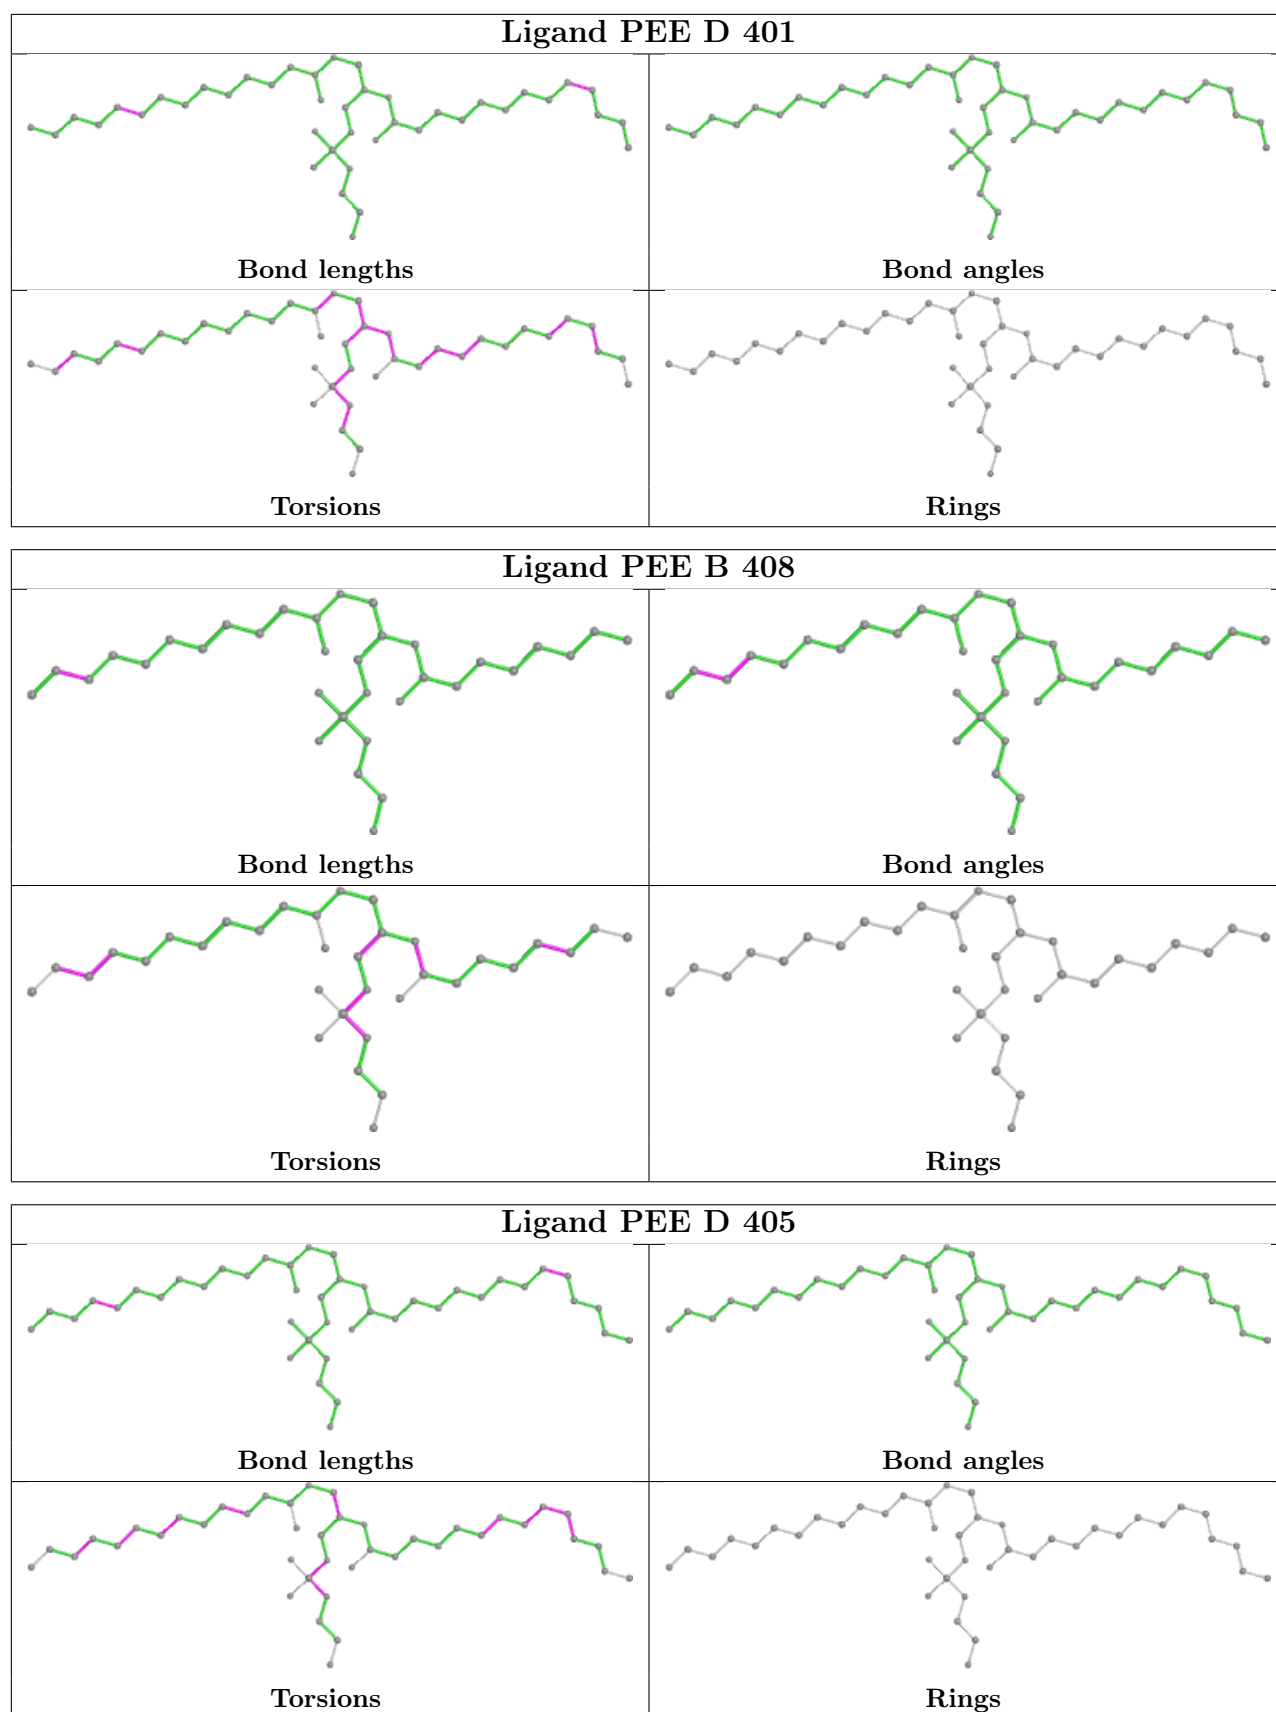 Ligand PEE D 401
Bond lengths
Bond angles
Torsions
Rings
Ligand PEE B 408
Bond lengths
Bond angles
Torsions
Rings
Ligand PEE D 405
Bond lengths
Bond angles
Torsions
Rings